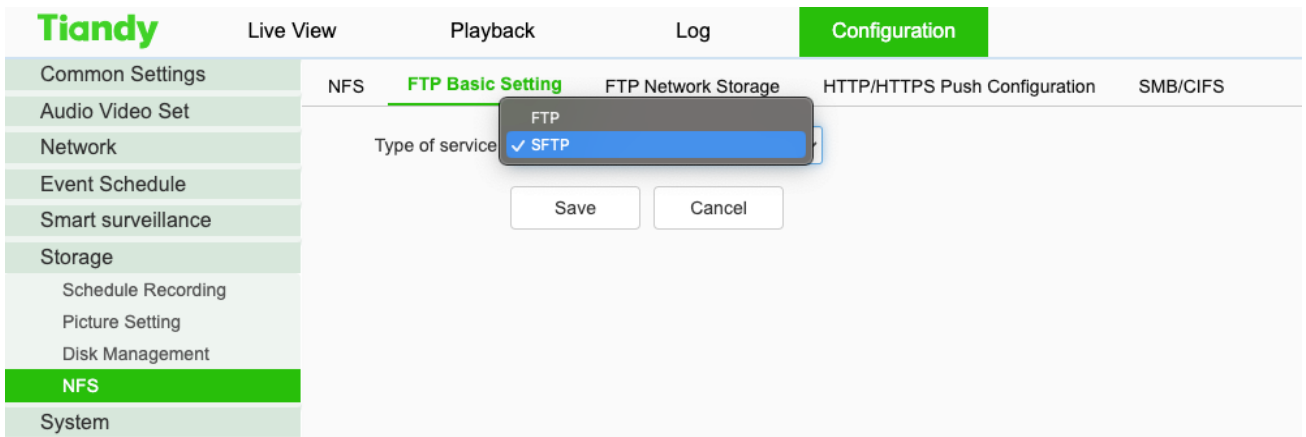 Tiandy
Live View
Playback
Log
Configuration
Common Settings
Audio Video Set
Network
Event Schedule
Smart surveillance
Storage
Schedule Recording
Picture Setting
Disk Management
NFS
System
NFS
FTP Basic Setting
FTP Network Storage
HTTP/HTTPS Push Configuration
SMB/CIFS
Type of service
FTP
✓ SFTP
Save
Cancel